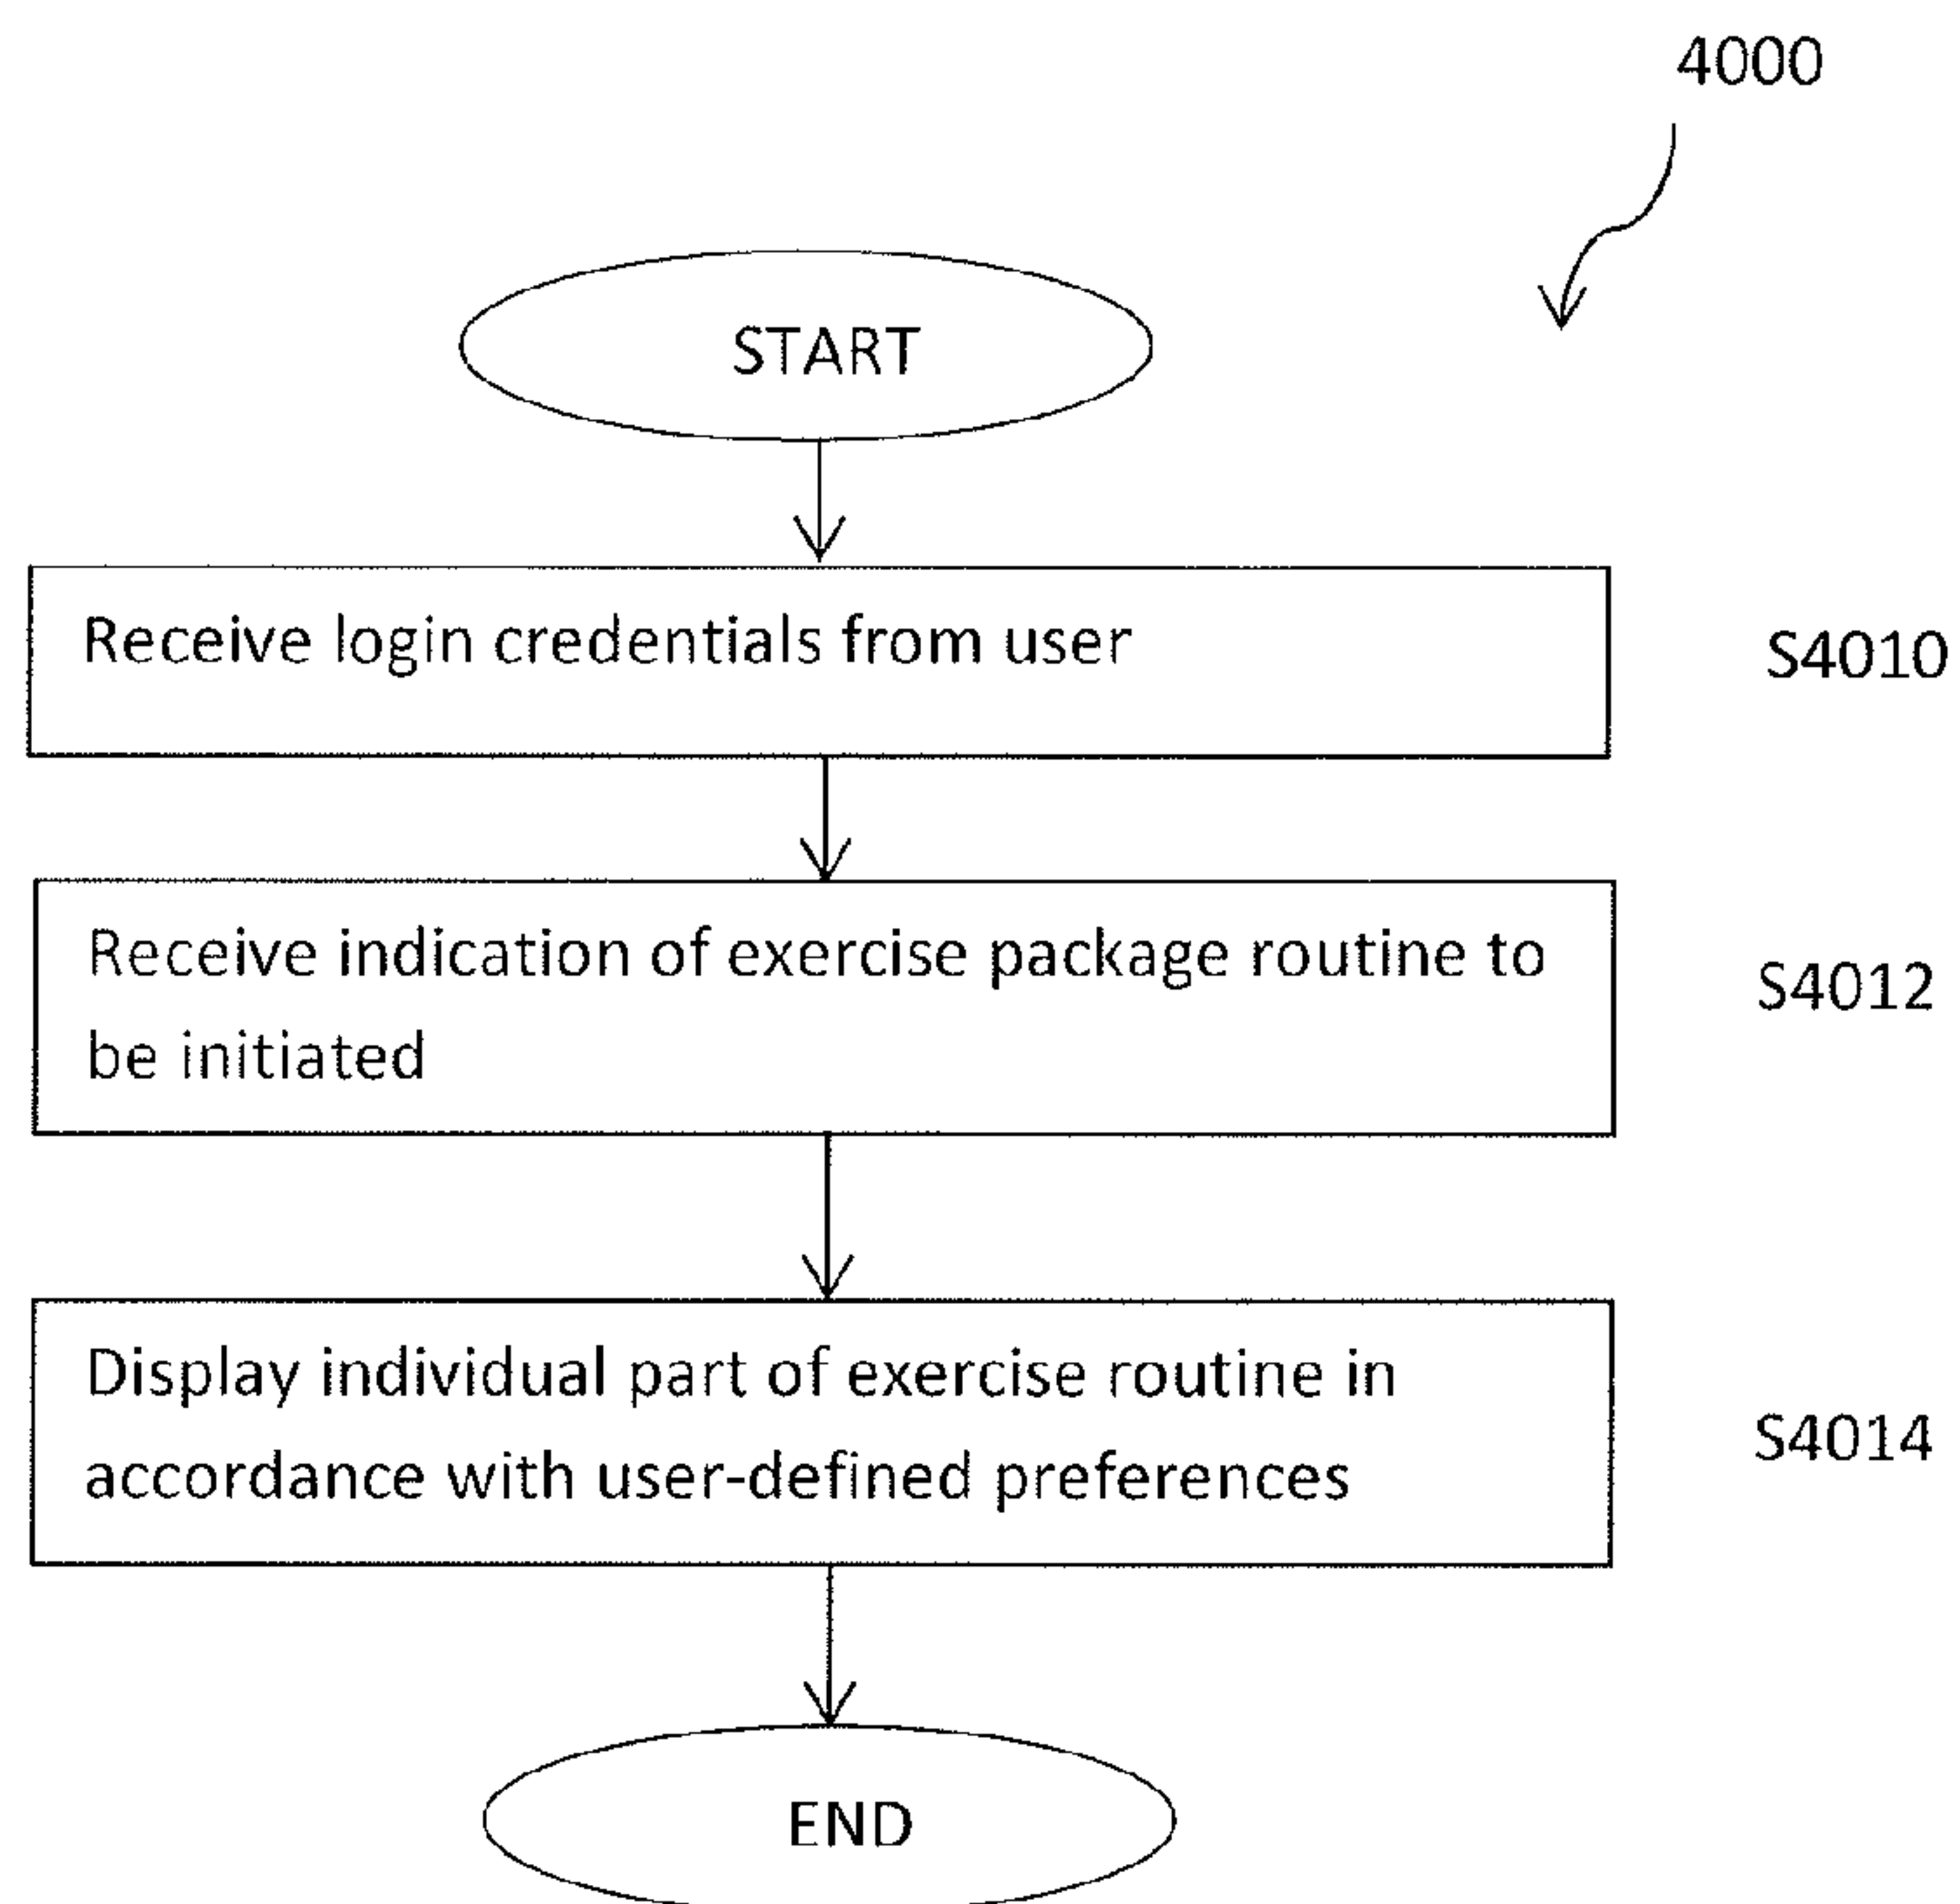 4000
START
Receive login credentials from user
S4010
Receive indication of exercise package routine to
be initiated
S4012
Display individual part of exercise routine in
accordance with user-defined preferences
S4014
END